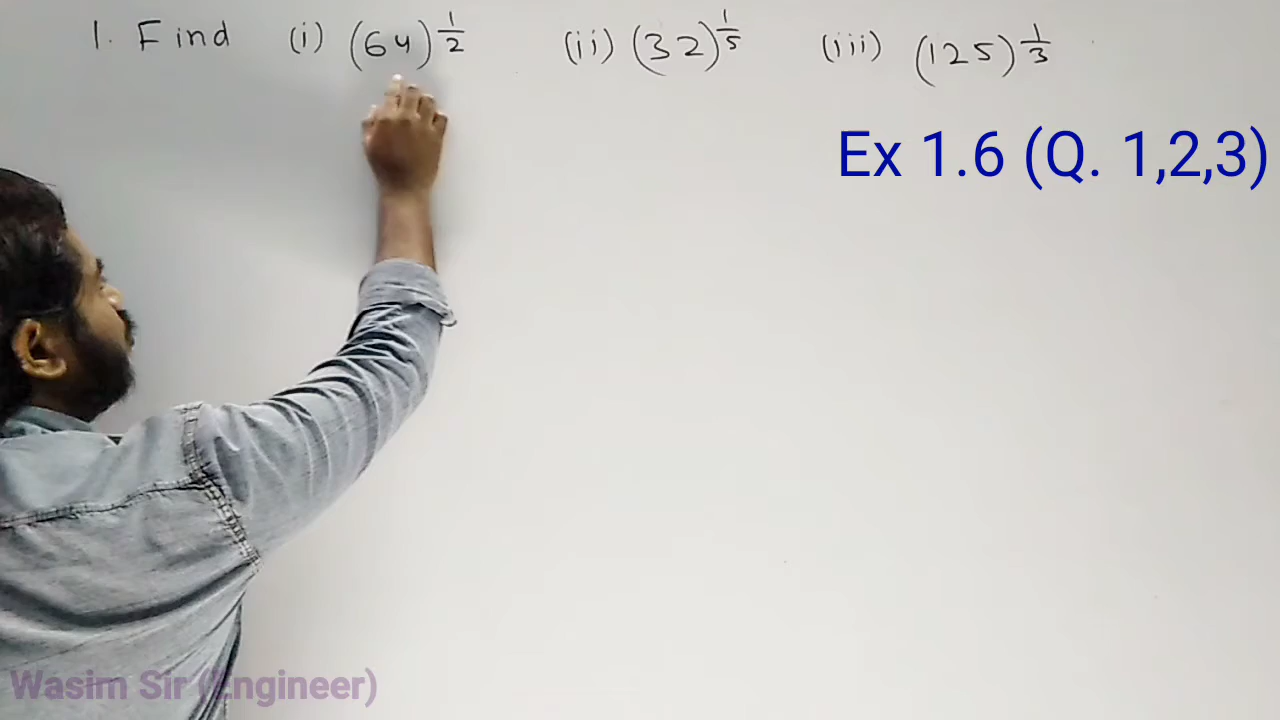 1. Find (i) (64)^{1/2} (ii) (32)^{1/5} (iii) (125)^{1/3}
Ex 1.6 (Q. 1,2,3)
Wasim Sir (Engineer)